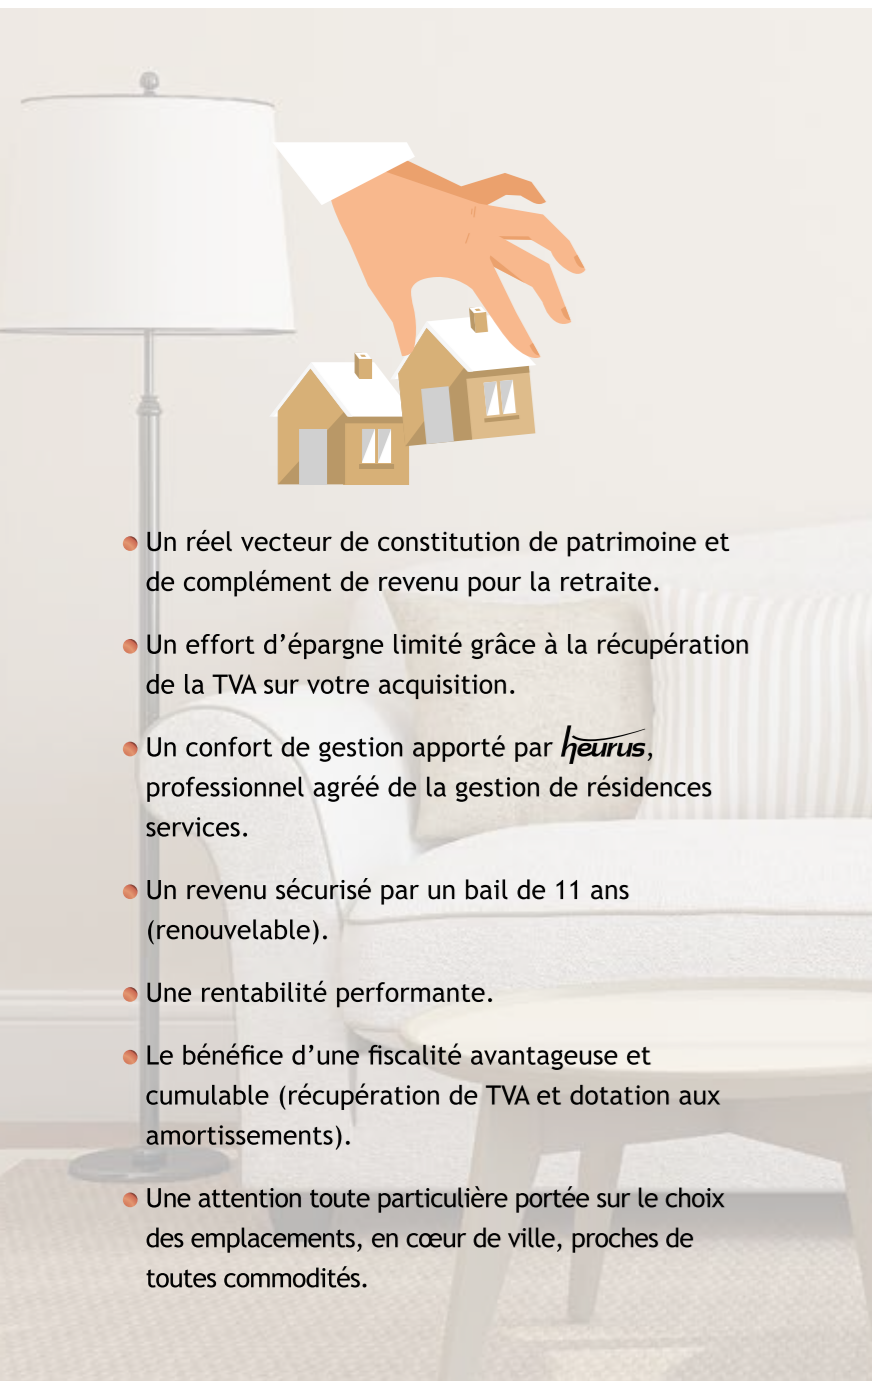 Un réel vecteur de constitution de patrimoine et
de complément de revenu pour la retraite.
Un effort d’épargne limité grâce à la récupération
de la TVA sur votre acquisition.
Un confort de gestion apporté par heurus,
professionnel agréé de la gestion de résidences
services.
Un revenu sécurisé par un bail de 11 ans
(renouvelable).
Une rentabilité performante.
Le bénéfice d’une fiscalité avantageuse et
cumulable (récupération de TVA et dotation aux
amortissements).
Une attention toute particulière portée sur le choix
des emplacements, en cœur de ville, proches de
toutes commodités.